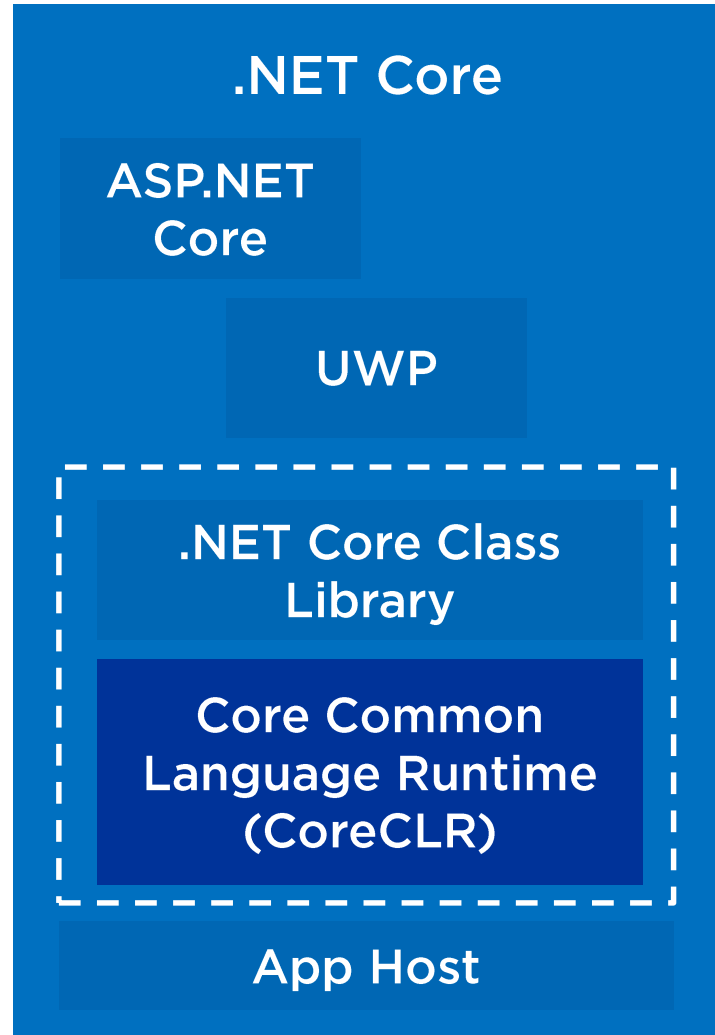 .NET Core
ASP.NET
Core
UWP
.NET Core Class
Library
Core Common
Language Runtime
(CoreCLR)
App Host